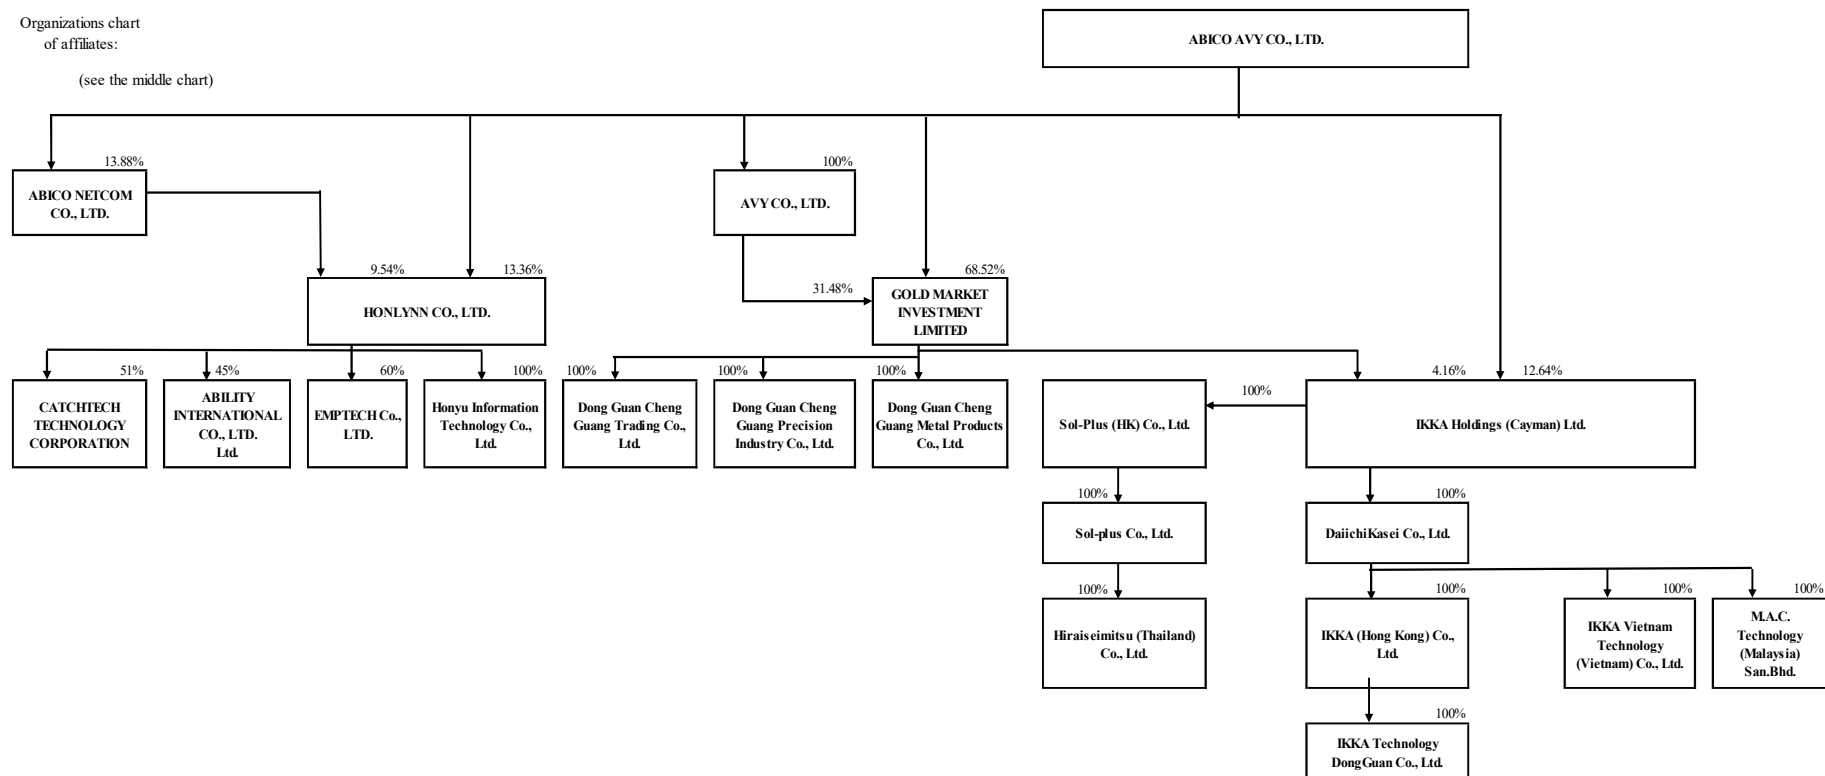 Organizations chart
of affiliates:
(see the middle chart)
ABICO AVY CO., LTD.
13.88%
ABICO NETCOM
CO., LTD.
100%
AVY CO., LTD.
9.54%
13.36%
HONLYNN CO., LTD.
31.48%
68.52%
GOLD MARKET
INVESTMENT
LIMITED
51%
CATCHTECH
TECHNOLOGY
CORPORATION
45%
ABILITY
INTERNATIONAL
CO., LTD.
Ltd.
60%
EMPTECH Co.,
LTD.
100%
Honyu Information
Technology Co.,
Ltd.
100%
Dong Guan Cheng
Guang Trading Co.,
Ltd.
100%
Dong Guan Cheng
Guang Precision
Industry Co., Ltd.
100%
Dong Guan Cheng
Guang Metal Products
Co., Ltd.
Sol-Plus (HK) Co., Ltd.
100%
4.16%
12.64%
IKKA Holdings (Cayman) Ltd.
100%
Sol-plus Co., Ltd.
100%
DaiichiKasei Co., Ltd.
100%
Hiraiseimitsu (Thailand)
Co., Ltd.
100%
IKKA (Hong Kong) Co.,
Ltd.
100%
IKKA Vietnam
Technology
(Vietnam) Co., Ltd.
100%
M.A.C.
Technology
(Malaysia)
San.Bhd.
100%
IKKA Technology
DongGuan Co., Ltd.